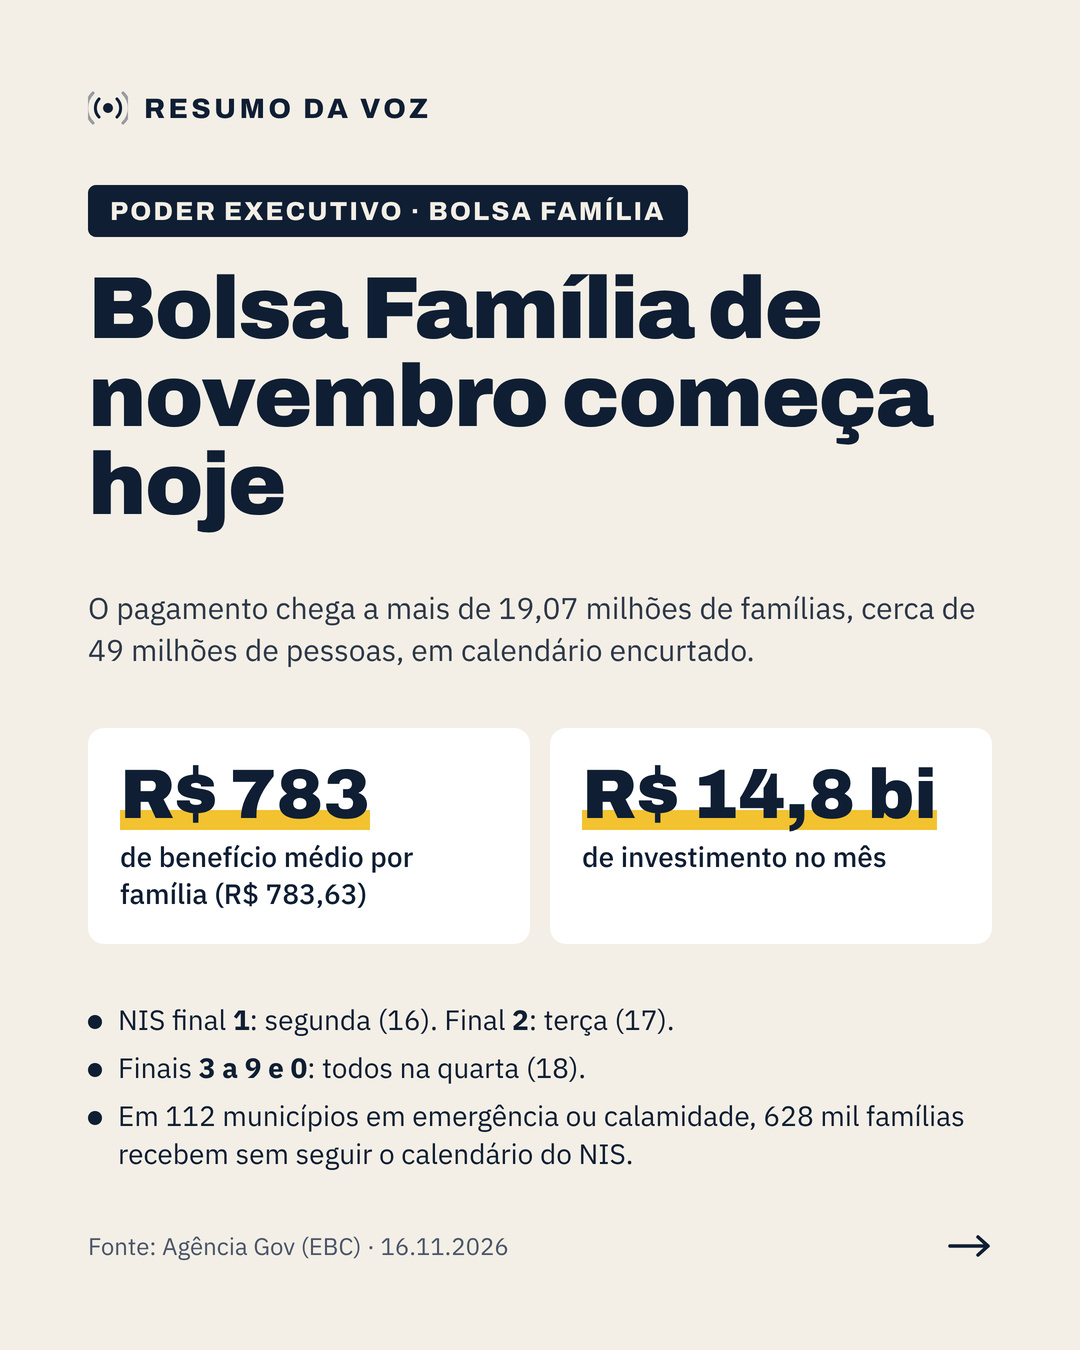 RESUMO DA VOZ
PODER EXECUTIVO · BOLSA FAMÍLIA
Bolsa Família de
novembro começa
hoje
O pagamento chega a mais de 19,07 milhões de famílias, cerca de
49 milhões de pessoas, em calendário encurtado.
R$ 783
de benefício médio por
família (R$ 783,63)
R$ 14,8 bi
de investimento no mês
● NIS final 1: segunda (16). Final 2: terça (17).
● Finais 3 a 9 e 0: todos na quarta (18).
● Em 112 municípios em emergência ou calamidade, 628 mil famílias
recebem sem seguir o calendário do NIS.
Fonte: Agência Gov (EBC) · 16.11.2026 →